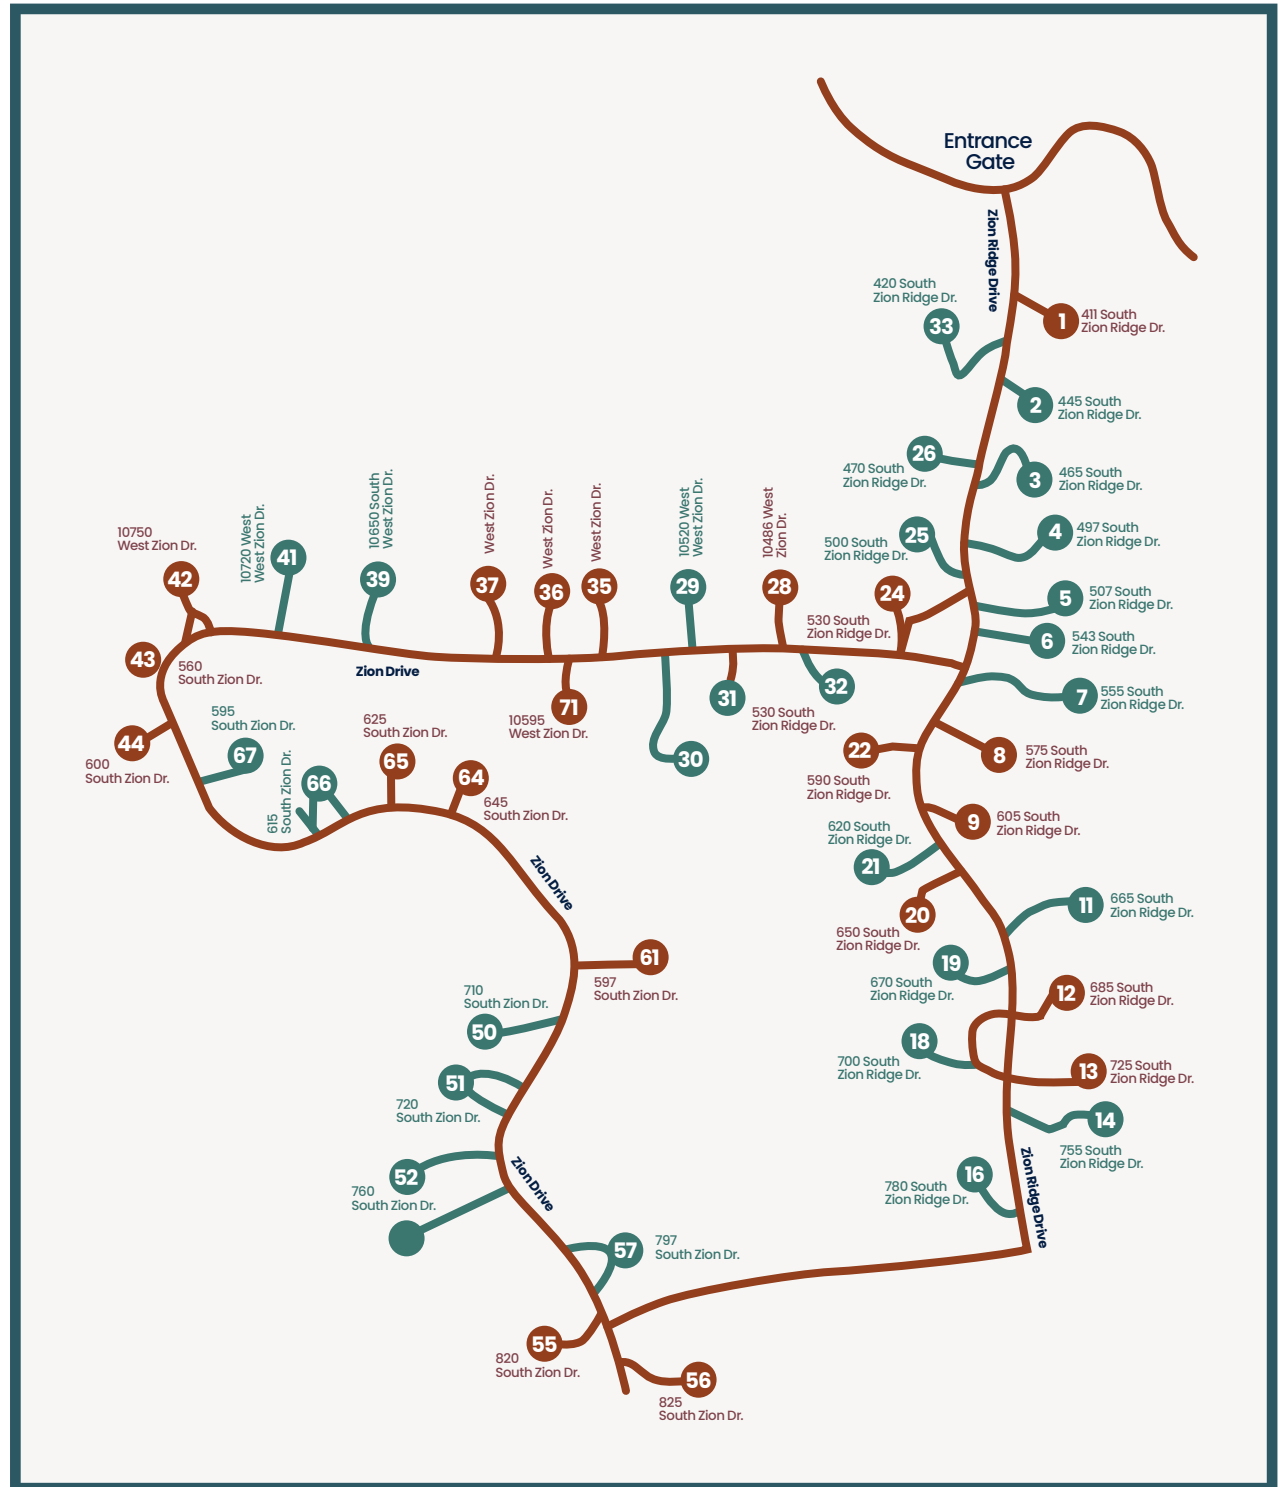 Entrance
Gate
Zion Ridge Drive
420 South
Zion Ridge Dr.
33
1
411 South
Zion Ridge Dr.
2
445 South
Zion Ridge Dr.
26
470 South
Zion Ridge Dr.
3
465 South
Zion Ridge Dr.
25
500 South
Zion Ridge Dr.
4
497 South
Zion Ridge Dr.
5
507 South
Zion Ridge Dr.
6
543 South
Zion Ridge Dr.
7
555 South
Zion Ridge Dr.
24
530 South
Zion Ridge Dr.
10486 West
Zion Dr.
28
10520 West
West Zion Dr.
29
West Zion Dr.
35
West Zion Dr.
36
West Zion Dr.
37
10650 South
West Zion Dr.
39
10720 West
West Zion Dr.
41
10750
West Zion Dr.
42
43
560
South Zion Dr.
Zion Drive
71
10595
West Zion Dr.
30
31
530 South
Zion Ridge Dr.
32
22
590 South
Zion Ridge Dr.
8
575 South
Zion Ridge Dr.
9
605 South
Zion Ridge Dr.
620 South
Zion Ridge Dr.
21
20
650 South
Zion Ridge Dr.
11
665 South
Zion Ridge Dr.
19
670 South
Zion Ridge Dr.
12
685 South
Zion Ridge Dr.
18
700 South
Zion Ridge Dr.
13
725 South
Zion Ridge Dr.
14
755 South
Zion Ridge Dr.
16
780 South
Zion Ridge Dr.
Zion Ridge Drive
44
600
South Zion Dr.
595
South Zion Dr.
67
615
South Zion Dr.
66
625
South Zion Dr.
65
64
645
South Zion Dr.
Zion Drive
61
597
South Zion Dr.
710
South Zion Dr.
50
51
720
South Zion Dr.
52
760
South Zion Dr.
Zion Drive
57
797
South Zion Dr.
55
820
South Zion Dr.
56
825
South Zion Dr.